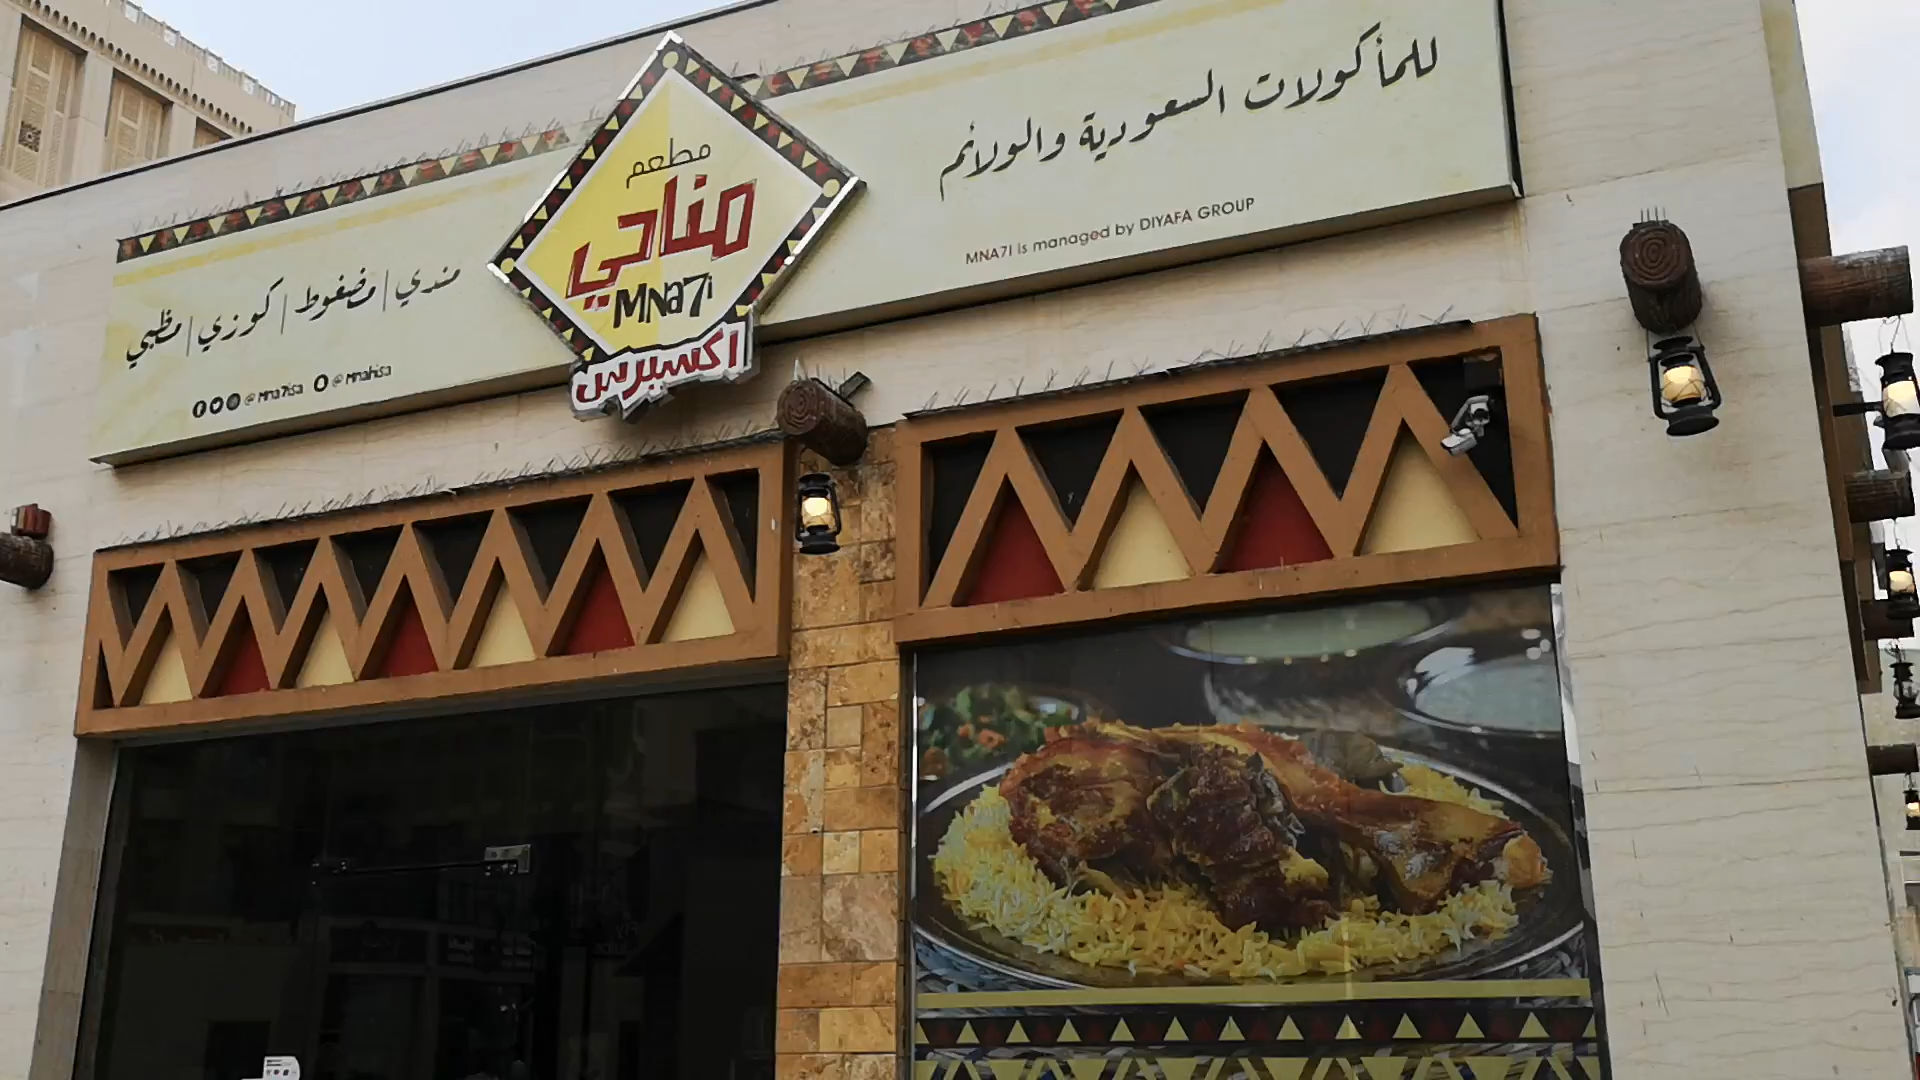 للمأكولات السعودية والولائم
MNA7I is managed by DIYAFA GROUP
مطعم
مناحي
MNa7i
اكسبرس
مندي | مضغوط | كوزي | مظبي
@ Mna7isa @ Mnahisa